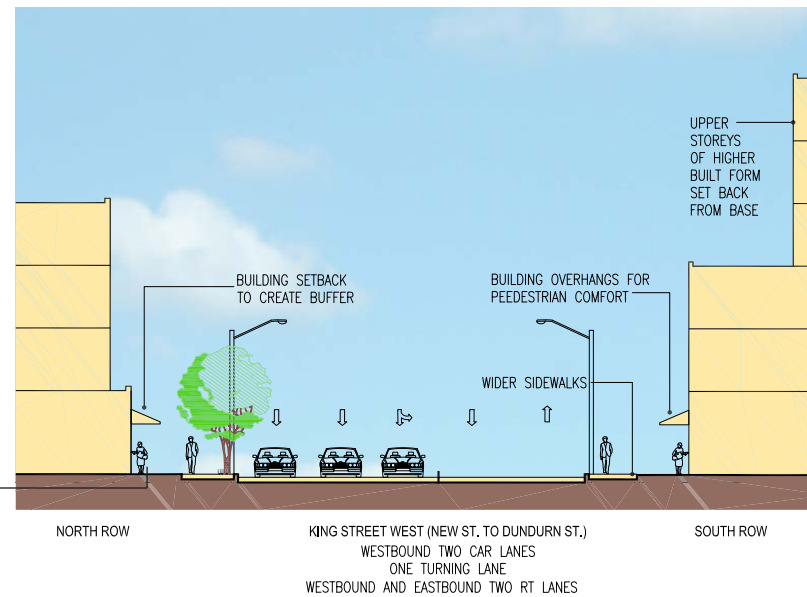 UPPER
STOREYS
OF HIGHER
BUILT FORM
SET BACK
FROM BASE
BUILDING SETBACK
TO CREATE BUFFER
BUILDING OVERHANGS FOR
PEEDESTRIAN COMFORT
WIDER SIDEWALKS
NORTH ROW
KING STREET WEST (NEW ST. TO DUNDURN ST.)
SOUTH ROW
WESTBOUND TWO CAR LANES
ONE TURNING LANE
WESTBOUND AND EASTBOUND TWO RT LANES